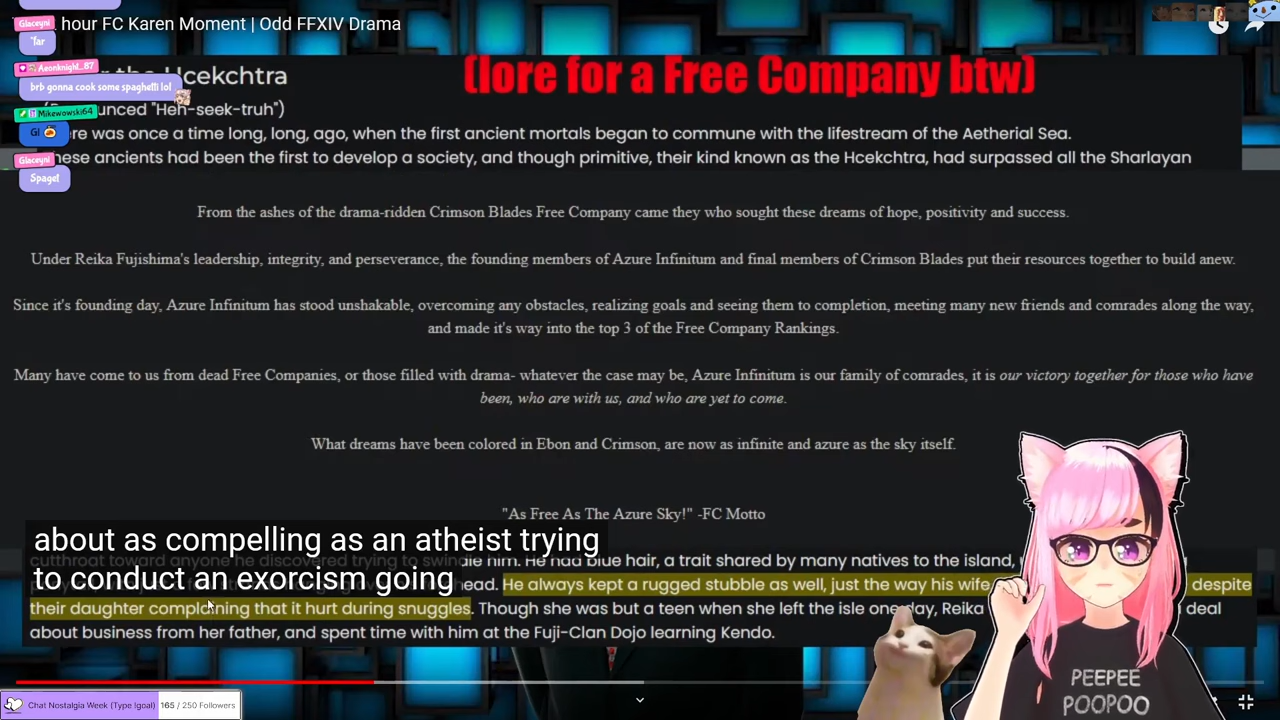 hour FC Karen Moment | Odd FFXIV Drama
Glaceyni
'far
Aeonknight_87
brb gonna cook some spaghetti lol
Mikewowski64
GI
Glaceyni
Spaget
the Hcekchtra
(lore for a Free Company btw)
unced "Heh-seek-truh")
ere was once a time long, long, ago, when the first ancient mortals began to commune with the lifestream of the Aetherial Sea.
hese ancients had been the first to develop a society, and though primitive, their kind known as the Hcekchtra, had surpassed all the Sharlayan
From the ashes of the drama-ridden Crimson Blades Free Company came they who sought these dreams of hope, positivity and success.
Under Reika Fujishima's leadership, integrity, and perseverance, the founding members of Azure Infinitum and final members of Crimson Blades put their resources together to build anew.
Since it's founding day, Azure Infinitum has stood unshakable, overcoming any obstacles, realizing goals and seeing them to completion, meeting many new friends and comrades along the way,
and made it's way into the top 3 of the Free Company Rankings.
Many have come to us from dead Free Companies, or those filled with drama- whatever the case may be, Azure Infinitum is our family of comrades, it is our victory together for those who have
been, who are with us, and who are yet to come.
What dreams have been colored in Ebon and Crimson, are now as infinite and azure as the sky itself.
"As Free As The Azure Sky!" -FC Motto
about as compelling as an atheist trying
to conduct an exorcism going
cutthroat toward anyone he discovered trying to swindle him. He had blue hair, a trait shared by many natives to the island,
head. He always kept a rugged stubble as well, just the way his wife despite
their daughter complaining that it hurt during snuggles. Though she was but a teen when she left the isle one day, Reika deal
about business from her father, and spent time with him at the Fuji-Clan Dojo learning Kendo.
PEEPEE
POOPOO
Chat Nostalgia Week (Type !goal) 165 / 250 Followers